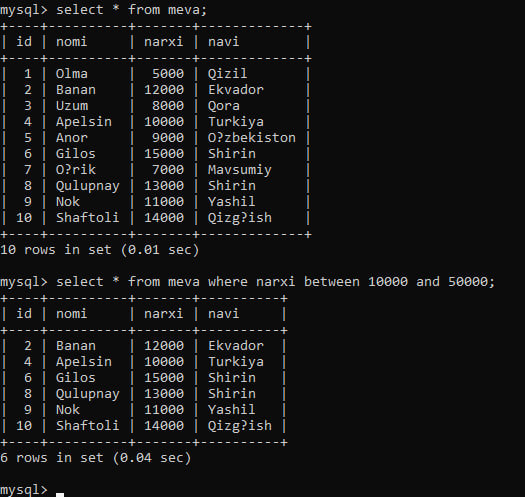 mysql> select * from meva;
+----+----------+-------+-------------+
| id | nomi     | narxi | navi        |
+----+----------+-------+-------------+
|  1 | Olma     |  5000 | Qizil       |
|  2 | Banan    | 12000 | Ekvador     |
|  3 | Uzum     |  8000 | Qora        |
|  4 | Apelsin  | 10000 | Turkiya     |
|  5 | Anor     |  9000 | O?zbekiston |
|  6 | Gilos    | 15000 | Shirin      |
|  7 | O?rik    |  7000 | Mavsumiy    |
|  8 | Qulupnay | 13000 | Shirin      |
|  9 | Nok      | 11000 | Yashil      |
| 10 | Shaftoli | 14000 | Qizg?ish    |
+----+----------+-------+-------------+
10 rows in set (0.01 sec)

mysql> select * from meva where narxi between 10000 and 50000;
+----+----------+-------+----------+
| id | nomi     | narxi | navi     |
+----+----------+-------+----------+
|  2 | Banan    | 12000 | Ekvador  |
|  4 | Apelsin  | 10000 | Turkiya  |
|  6 | Gilos    | 15000 | Shirin   |
|  8 | Qulupnay | 13000 | Shirin   |
|  9 | Nok      | 11000 | Yashil   |
| 10 | Shaftoli | 14000 | Qizg?ish |
+----+----------+-------+----------+
6 rows in set (0.04 sec)

mysql>